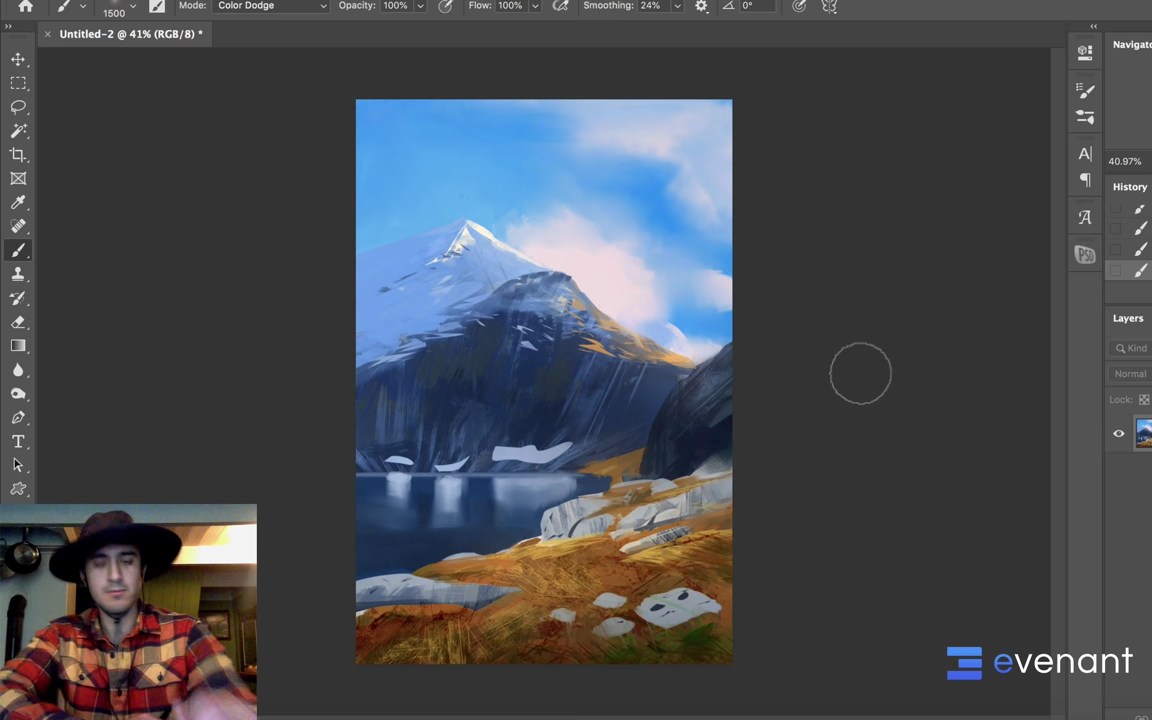 1500
Mode: Color Dodge
Opacity: 100%
Flow: 100%
Smoothing: 24%
0°
Untitled-2 @ 41% (RGB/8) *
Navigato
40.97%
History
Layers
Kind
Normal
Lock:
evenant